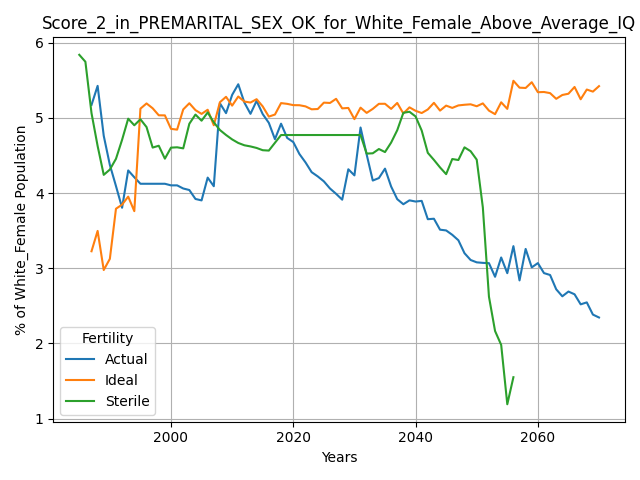 Score_2_in_PREMARITAL_SEX_OK_for_White_Female_Above_Average_IQ
% of White_Female Population
6
5
4
3
2
1
Fertility
Actual
Ideal
Sterile
2000 2020 2040 2060
Years